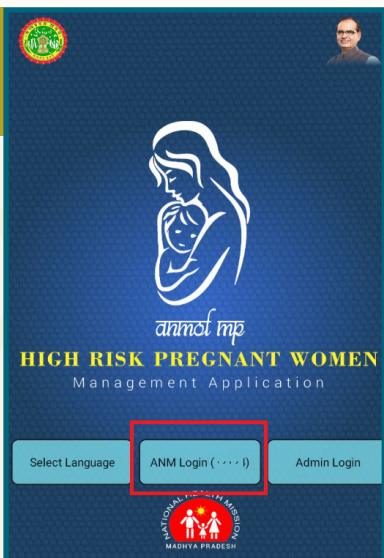 anmol mp
HIGH RISK PREGNANT WOMEN
Management Application
Select Language
ANM Login (
Admin Login
NATIONAL HEALTH MISSION
MADHYA PRADESH